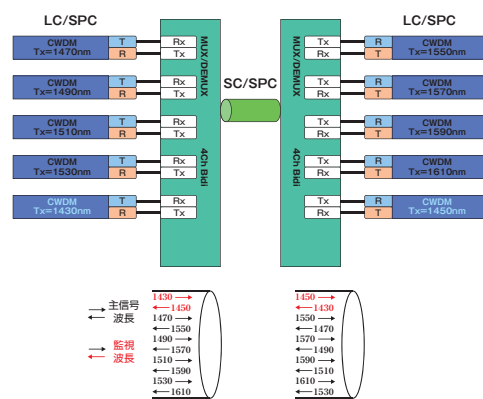 LC/SPC
LC/SPC
CWDM
Tx=1470nm
T
R
Rx
Tx
CWDM
Tx=1490nm
T
R
Rx
Tx
CWDM
Tx=1510nm
T
R
Rx
Tx
CWDM
Tx=1530nm
T
R
Rx
Tx
CWDM
Tx=1430nm
T
R
Rx
Tx
MUX/DEMUX
4Ch Bidi
SC/SPC
MUX/DEMUX
4Ch Bidi
Tx
Rx
R
T
CWDM
Tx=1550nm
Tx
Rx
R
T
CWDM
Tx=1570nm
Tx
Rx
R
T
CWDM
Tx=1590nm
Tx
Rx
R
T
CWDM
Tx=1610nm
Tx
Rx
R
T
CWDM
Tx=1450nm
→ 主信号
← 波長
→ 監視
← 波長
1430 →
← 1450
1470 →
← 1550
1490 →
← 1570
1510 →
← 1590
1530 →
← 1610
1450 →
← 1430
1550 →
← 1470
1570 →
← 1490
1590 →
← 1510
1610 →
← 1530